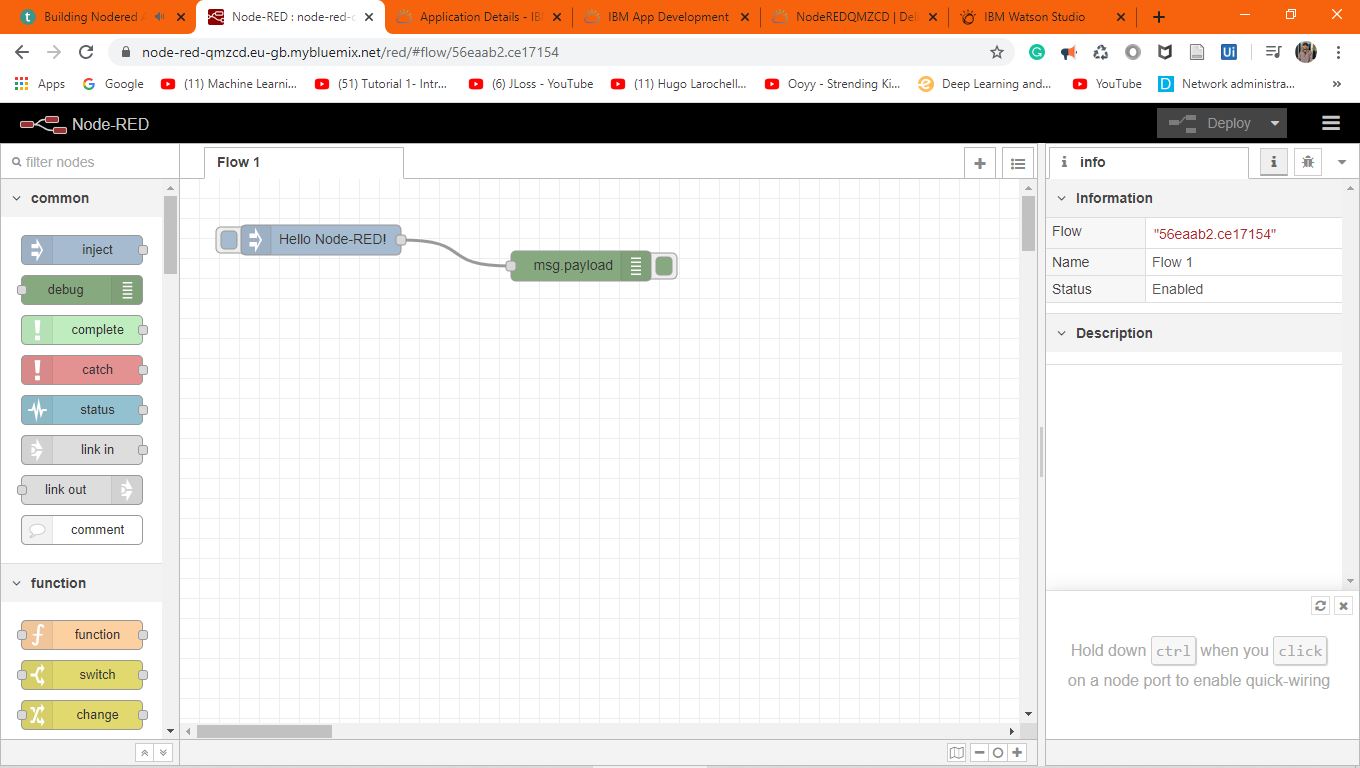 Building Nodered A
Node-RED : node-red-q
Application Details - IBM
IBM App Development
NodeREDQMZCD | Deli
IBM Watson Studio
node-red-qmzcd.eu-gb.mybluemix.net/red/#flow/56eaab2.ce17154
Apps
Google
(11) Machine Learni...
(51) Tutorial 1- Intr...
(6) JLoss - YouTube
(11) Hugo Larochell...
Ooyy - Strending Ki...
Deep Learning and...
YouTube
Network administra...
Node-RED
Deploy
filter nodes
Flow 1
info
common
inject
debug
complete
catch
status
link in
link out
comment
function
function
switch
change
Hello Node-RED!
msg.payload
Information
Flow "56eaab2.ce17154"
Name Flow 1
Status Enabled
Description
Hold down ctrl when you click
on a node port to enable quick-wiring